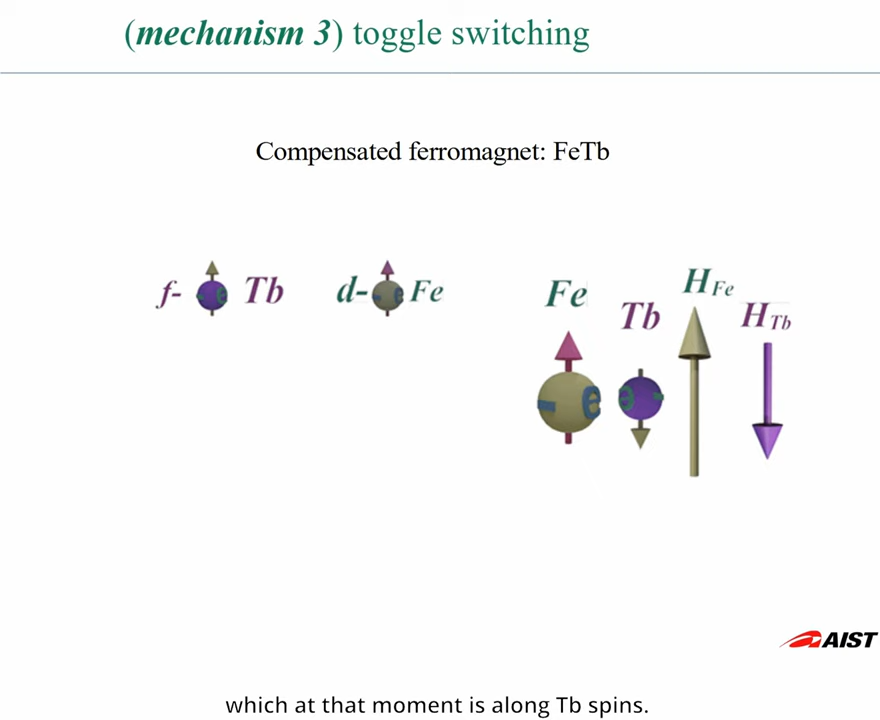 (mechanism 3) toggle switching
Compensated ferromagnet: FeTb
f- Tb d- Fe
Fe Tb HFe HTb
AIST
which at that moment is along Tb spins.